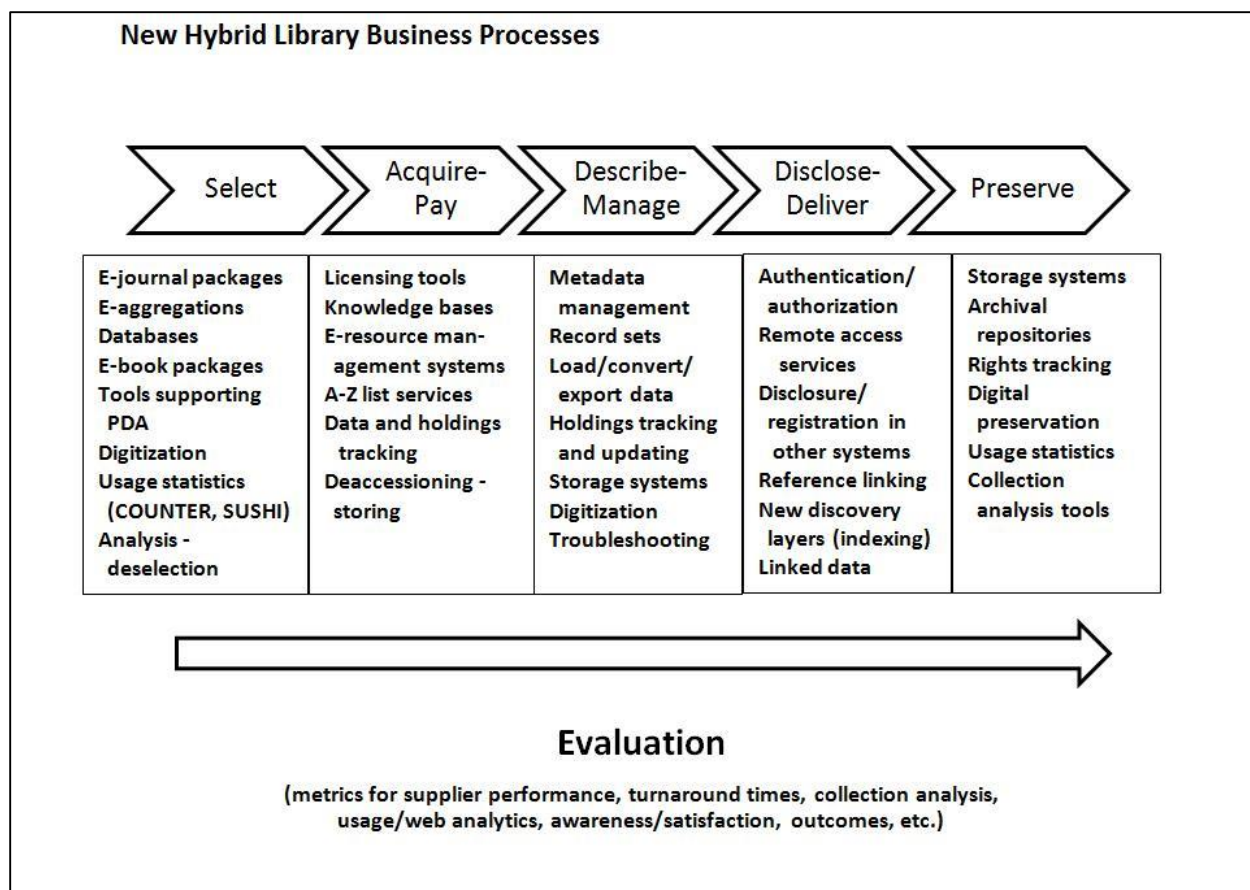 New Hybrid Library Business Processes
Select
Acquire-
Pay
Describe-
Manage
Disclose-
Deliver
Preserve
E-journal packages
E-aggregations
Databases
E-book packages
Tools supporting
PDA
Digitization
Usage statistics
(COUNTER, SUSHI)
Analysis -
deselection
Licensing tools
Knowledge bases
E-resource man-
agement systems
A-Z list services
Data and holdings
tracking
Deaccessioning -
storing
Metadata
management
Record sets
Load/convert/
export data
Holdings tracking
and updating
Storage systems
Digitization
Troubleshooting
Authentication/
authorization
Remote access
services
Disclosure/
registration in
other systems
Reference linking
New discovery
layers (indexing)
Linked data
Storage systems
Archival
repositories
Rights tracking
Digital
preservation
Usage statistics
Collection
analysis tools
Evaluation
(metrics for supplier performance, turnaround times, collection analysis,
usage/web analytics, awareness/satisfaction, outcomes, etc.)